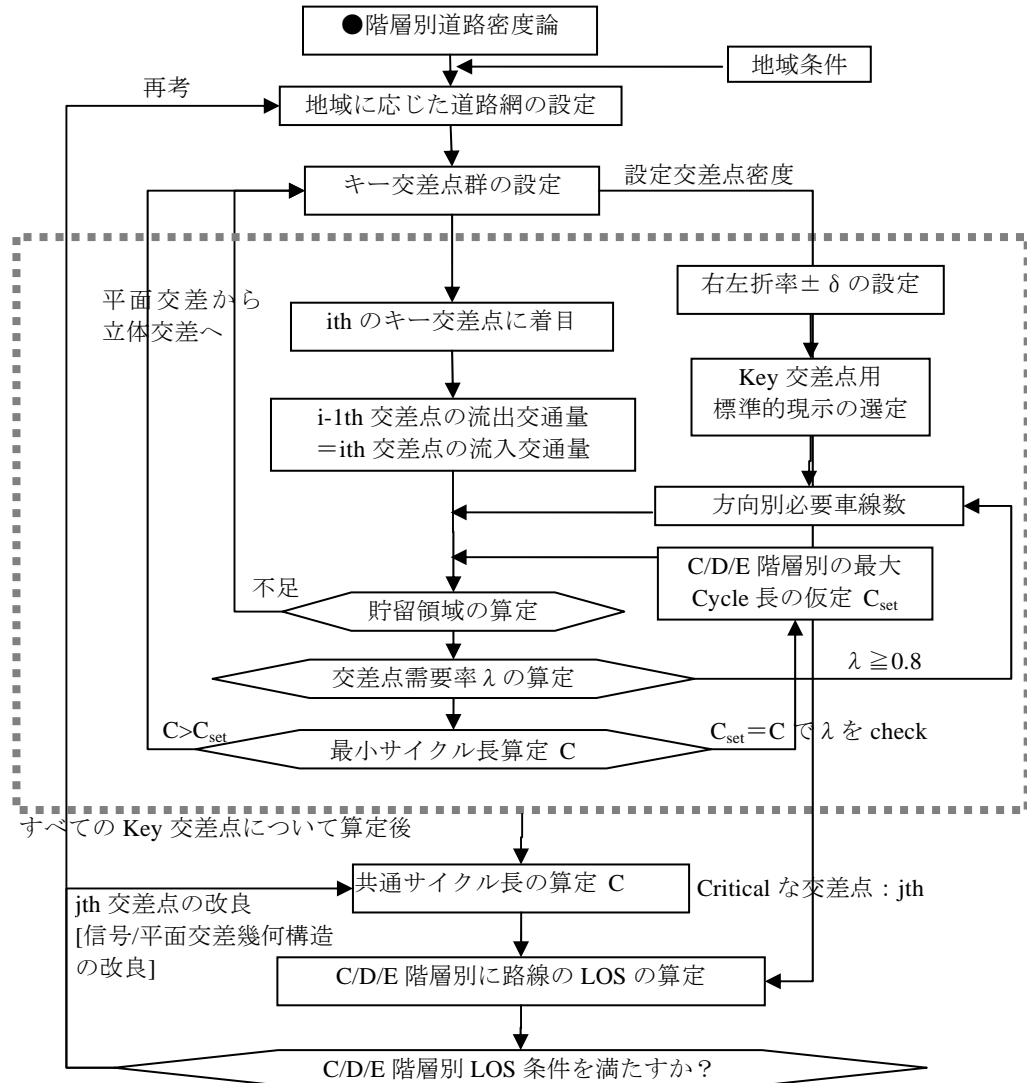 ●階層別道路密度論
地域条件
再考
地域に応じた道路網の設定
キー交差点群の設定
設定交差点密度
右左折率±δの設定
平面交差から
立体交差へ
ith のキー交差点に着目
Key 交差点用
標準的現示の選定
i-1th 交差点の流出交通量
＝ith 交差点の流入交通量
方向別必要車線数
C/D/E 階層別の最大
Cycle 長の仮定 Cset
不足
貯留領域の算定
λ≧0.8
交差点需要率λの算定
C>Cset
最小サイクル長算定 C
Cset＝C でλを check
すべての Key 交差点について算定後
共通サイクル長の算定 C
Critical な交差点：jth
jth 交差点の改良
[信号/平面交差幾何構造
の改良]
C/D/E 階層別に路線の LOS の算定
C/D/E 階層別 LOS 条件を満たすか？